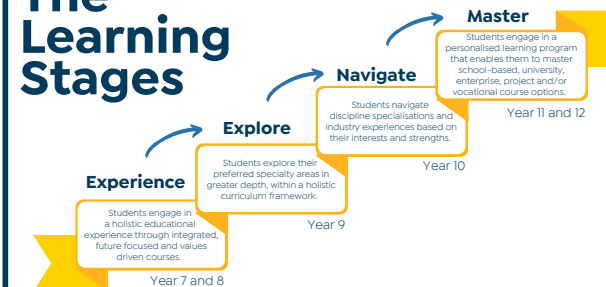 The
Learning
Stages
Master
Students engage in a
personalised learning program
that enables them to master
school-based, university,
enterprise, project and/or
vocational course options.
Year 11 and 12
Navigate
Students navigate
discipline specialisations and
industry experiences based on
their interests and strengths.
Year 10
Explore
Students explore their
preferred specialty areas in
greater depth, within a holistic
curriculum framework.
Year 9
Experience
Students engage in
a holistic educational
experience through integrated,
future focused and values
driven courses.
Year 7 and 8